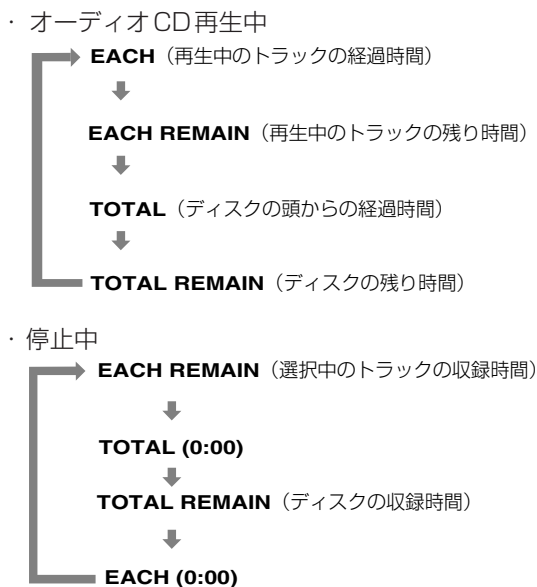 ・オーディオCD再生中
EACH（再生中のトラックの経過時間）
EACH REMAIN（再生中のトラックの残り時間）
TOTAL（ディスクの頭からの経過時間）
TOTAL REMAIN（ディスクの残り時間）
・停止中
EACH REMAIN（選択中のトラックの収録時間）
TOTAL (0:00)
TOTAL REMAIN（ディスクの収録時間）
EACH (0:00)